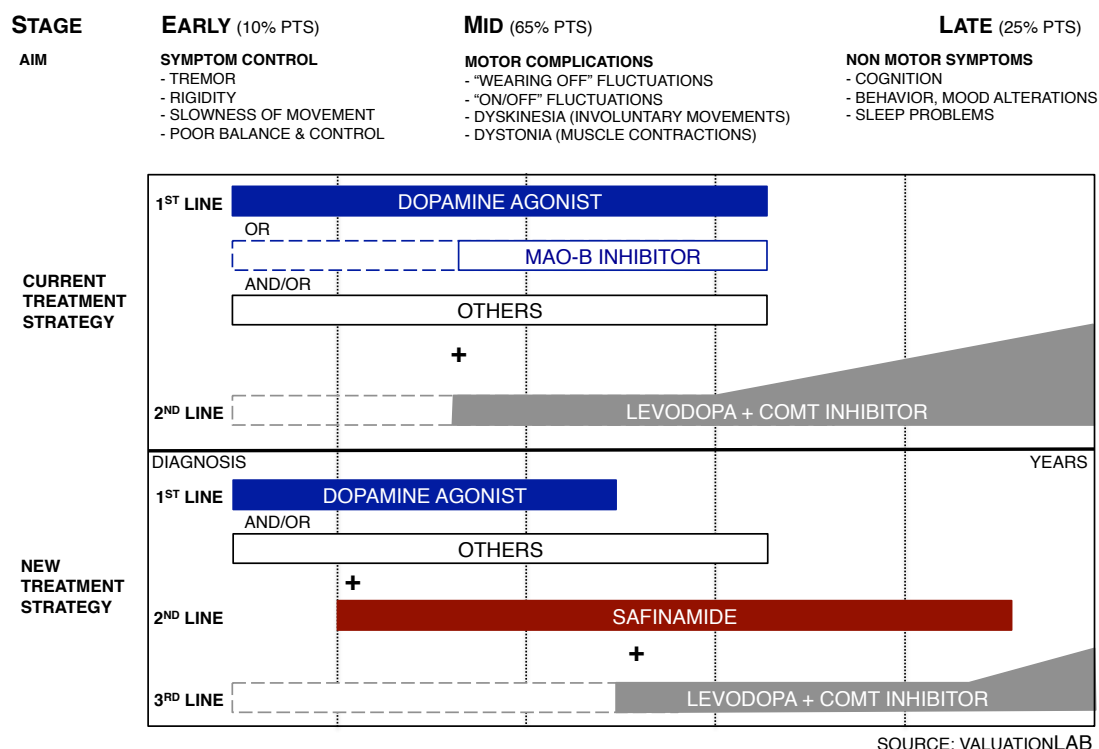 STAGE EARLY (10% PTS) MID (65% PTS) LATE (25% PTS)
AIM SYMPTOM CONTROL MOTOR COMPLICATIONS NON MOTOR SYMPTOMS
- TREMOR - "WEARING OFF" FLUCTUATIONS - COGNITION
- RIGIDITY - "ON/OFF" FLUCTUATIONS - BEHAVIOR, MOOD ALTERATIONS
- SLOWNESS OF MOVEMENT - DYSKINESIA (INVOLUNTARY MOVEMENTS) - SLEEP PROBLEMS
- POOR BALANCE & CONTROL - DYSTONIA (MUSCLE CONTRACTIONS)
CURRENT
TREATMENT
STRATEGY
1ST LINE DOPAMINE AGONIST
OR
MAO-B INHIBITOR
AND/OR
OTHERS
+
2ND LINE LEVODOPA + COMT INHIBITOR
DIAGNOSIS YEARS
NEW
TREATMENT
STRATEGY
1ST LINE DOPAMINE AGONIST
AND/OR
OTHERS
+
2ND LINE SAFINAMIDE
+
3RD LINE LEVODOPA + COMT INHIBITOR
SOURCE: VALUATIONLAB